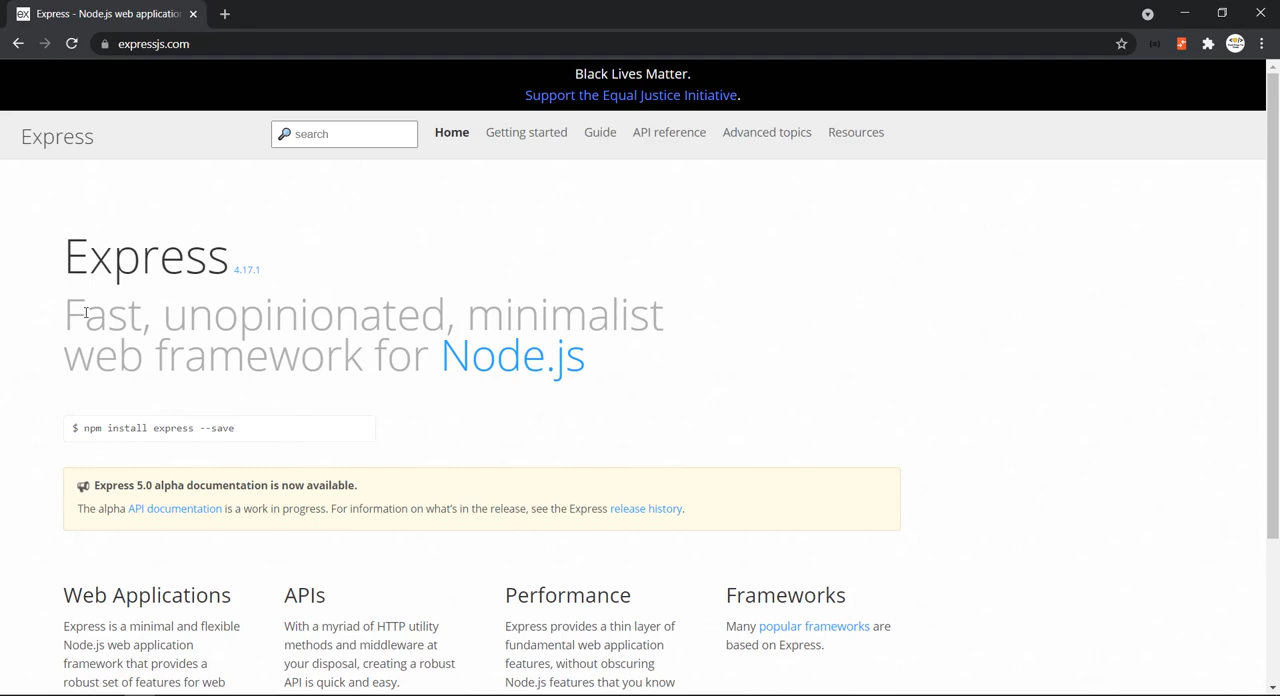 Express - Node.js web application
expressjs.com
Black Lives Matter.
Support the Equal Justice Initiative.
Express
search
Home Getting started Guide API reference Advanced topics Resources
Express 4.17.1
Fast, unopinionated, minimalist
web framework for Node.js
$ npm install express --save
Express 5.0 alpha documentation is now available.
The alpha API documentation is a work in progress. For information on what's in the release, see the Express release history.
Web Applications
Express is a minimal and flexible
Node.js web application
framework that provides a
robust set of features for web
APIs
With a myriad of HTTP utility
methods and middleware at
your disposal, creating a robust
API is quick and easy.
Performance
Express provides a thin layer of
fundamental web application
features, without obscuring
Node.js features that you know
Frameworks
Many popular frameworks are
based on Express.